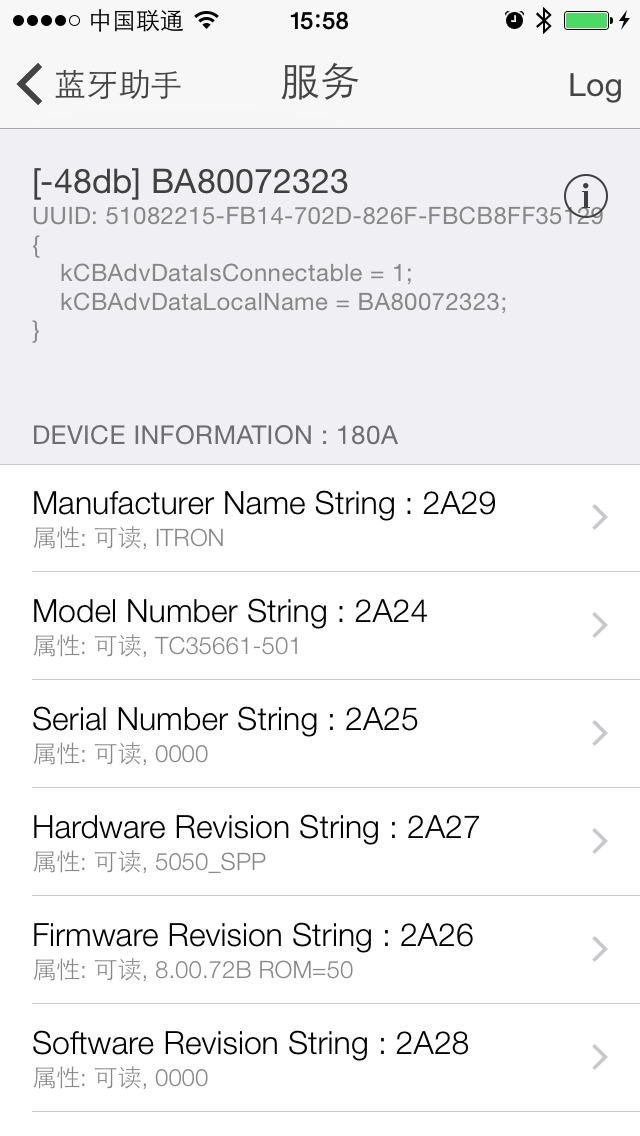 中国联通 15:58
蓝牙助手 服务 Log
[-48db] BA80072323
UUID: 51082215-FB14-702D-826F-FBCB8FF35129
{
kCBAdvDataIsConnectable = 1;
kCBAdvDataLocalName = BA80072323;
}
DEVICE INFORMATION : 180A
Manufacturer Name String : 2A29
属性: 可读, ITRON
Model Number String : 2A24
属性: 可读, TC35661-501
Serial Number String : 2A25
属性: 可读, 0000
Hardware Revision String : 2A27
属性: 可读, 5050_SPP
Firmware Revision String : 2A26
属性: 可读, 8.00.72B ROM=50
Software Revision String : 2A28
属性: 可读, 0000